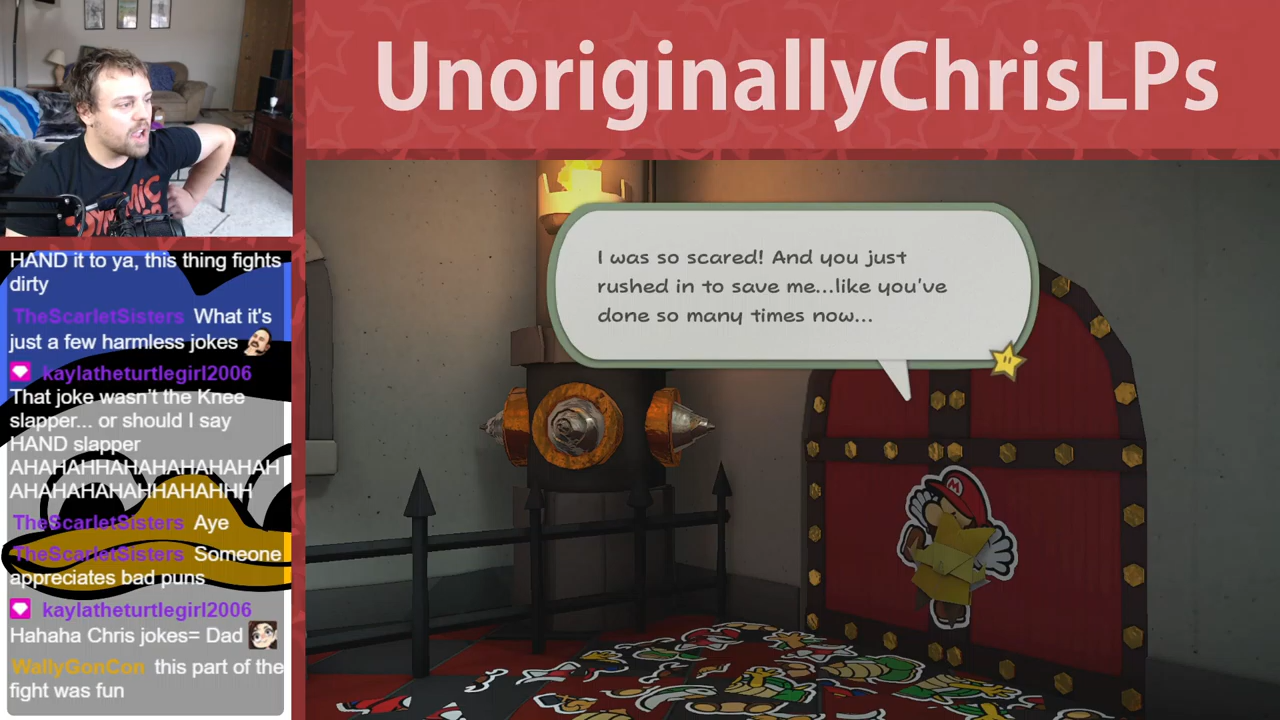 UnoriginallyChrisLPs
I was so scared! And you just
rushed in to save me...like you've
done so many times now...
HAND it to ya, this thing fights
dirty
TheScarletSisters What it's
just a few harmless jokes
kaylatheturtlegirl2006
That joke wasn't the Knee
slapper... or should I say
HAND slapper
AHAHAHHAHAHAHAHAHAH
AHAHAHAHAHHAHAHHH
TheScarletSisters Aye
TheScarletSisters Someone
appreciates bad puns
kaylatheturtlegirl2006
Hahaha Chris jokes= Dad
WallyGonCon this part of the
fight was fun